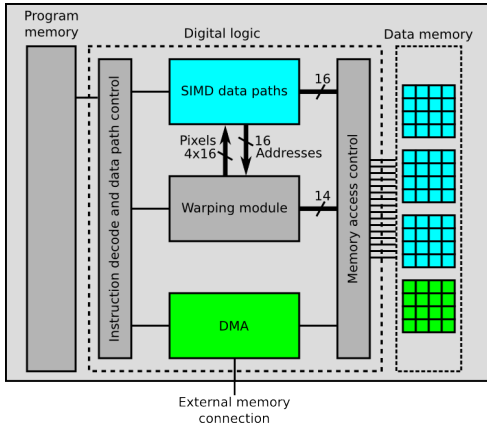 Program
memory
Digital logic
Data memory
Instruction decode and data path control
SIMD data paths
16
Pixels
4x16
16
Addresses
Warping module
14
Memory access control
DMA
External memory
connection